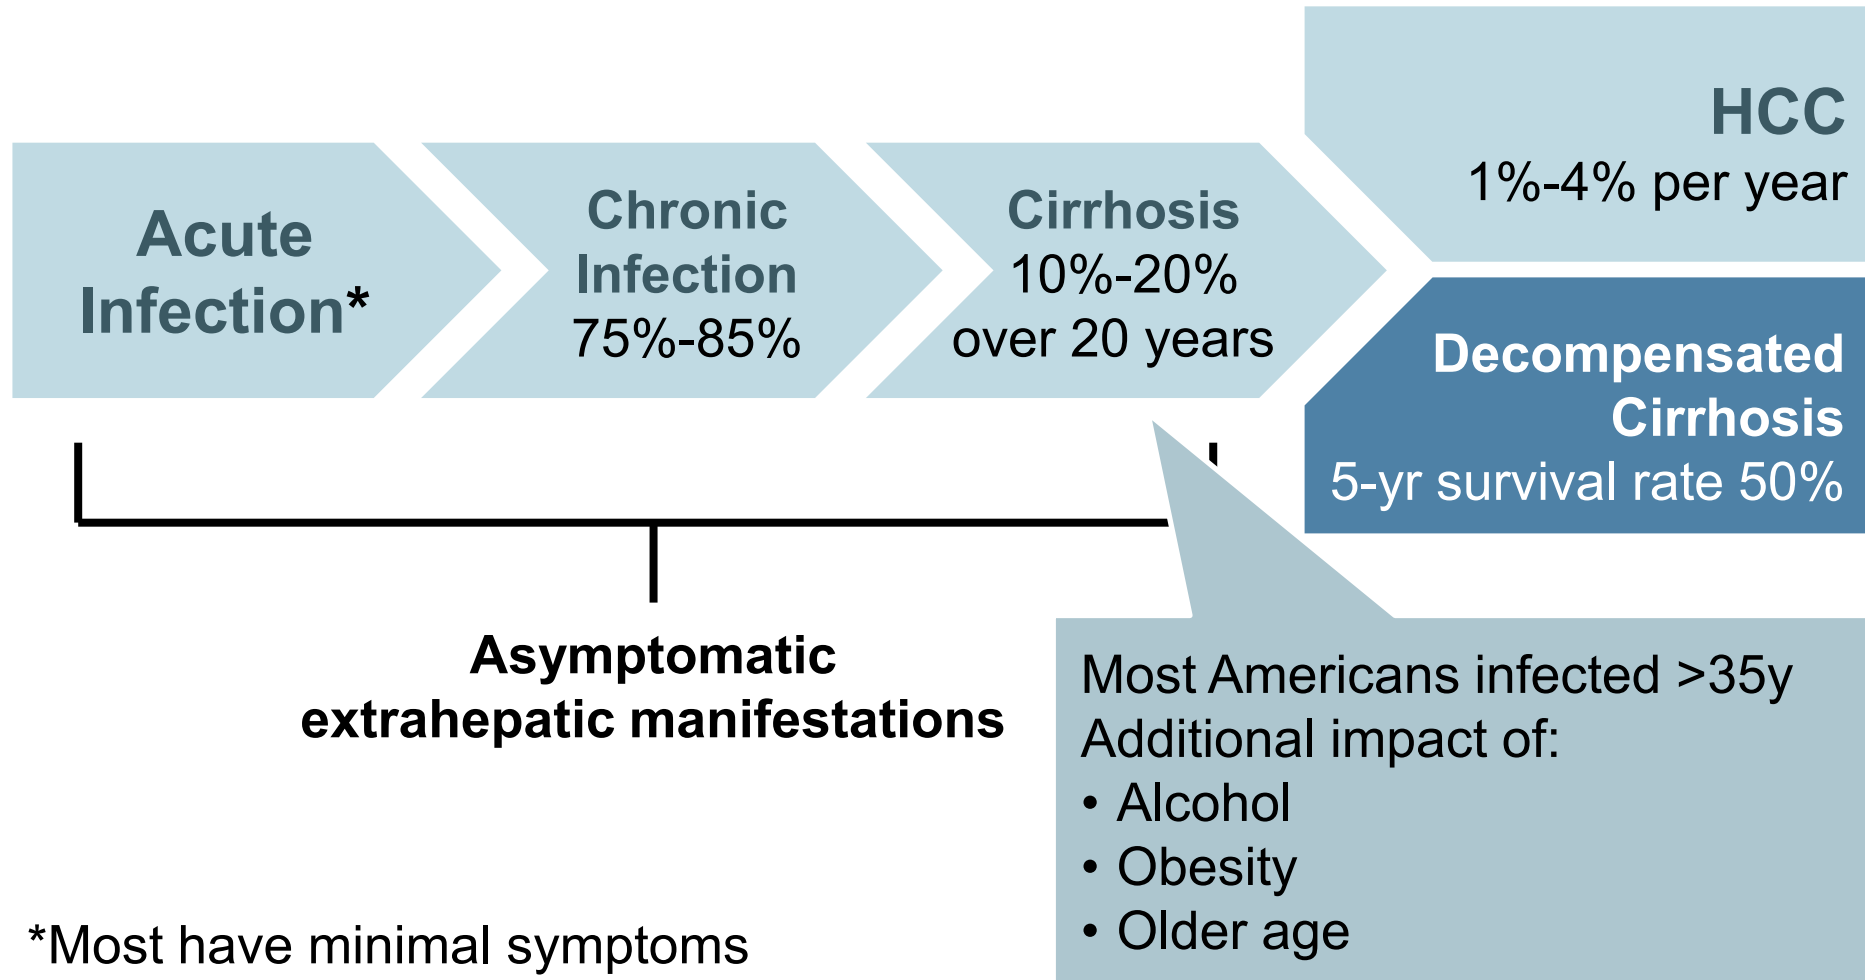 Acute
Infection*
Chronic
Infection
75%-85%
Cirrhosis
10%-20%
over 20 years
HCC
1%-4% per year
Decompensated
Cirrhosis
5-yr survival rate 50%
Asymptomatic
extrahepatic manifestations
Most Americans infected >35y
Additional impact of:
• Alcohol
• Obesity
• Older age
*Most have minimal symptoms